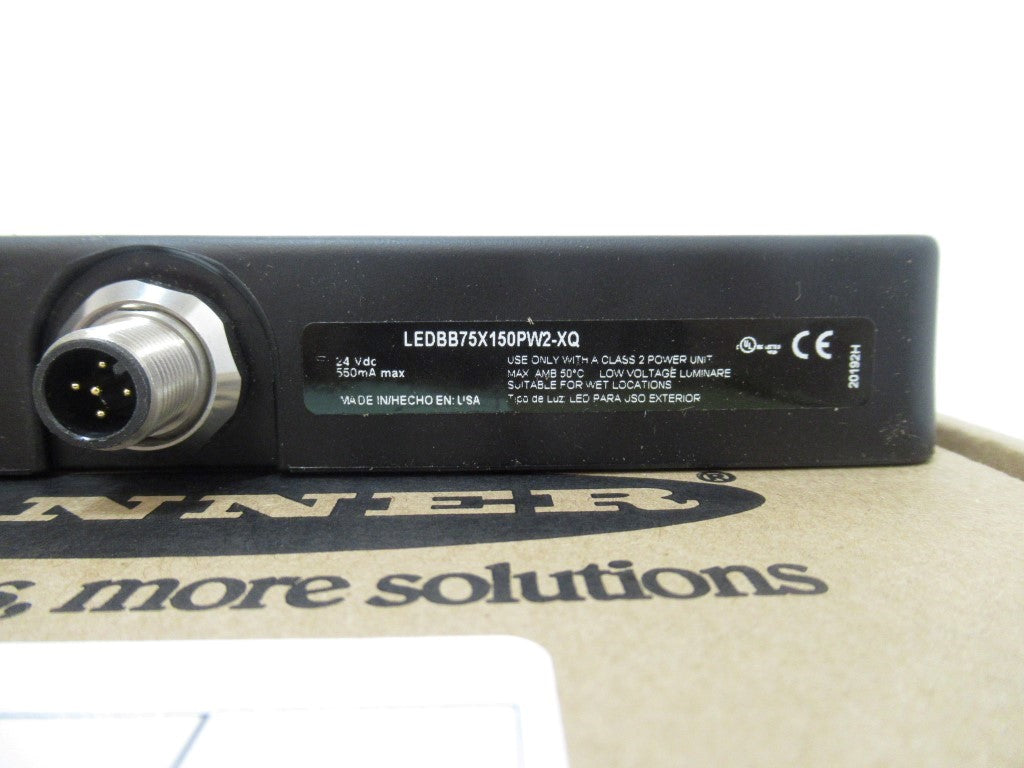 LEDBB75X150PW2-XQ
24 Vdc
550mA max
USE ONLY WITH A CLASS 2 POWER UNIT
MAX AMB 50°C LOW VOLTAGE LUMINARE
SUITABLE FOR WET LOCATIONS
MADE IN/HECHO EN: USA
Tipo de Luz: LED PARA USO EXTERIOR
UL
CE
20192H
NNER®
more solutions